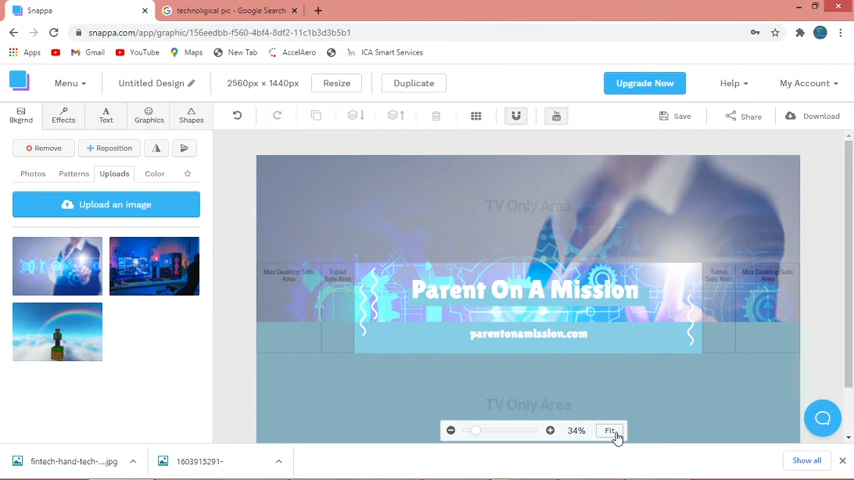 Snappa
technoligical pic - Google Search
snappa.com/app/graphic/156eedbb-f560-4bf4-8df2-11c1b3d3b5b1
Apps
Gmail
YouTube
Maps
New Tab
AccelAero
ICA Smart Services
Menu
Untitled Design
2560px × 1440px
Resize
Duplicate
Upgrade Now
Help
My Account
Bkgrnd
Effects
Text
Graphics
Shapes
Save
Share
Download
Remove
Reposition
Photos
Patterns
Uploads
Color
Upload an image
TV Only Area
Max Desktop Safe
Area
Tablet
Safe Area
Tablet
Safe Area
Max Desktop Safe
Area
Parent On A Mission
parentonamission.com
TV Only Area
34%
Fit
fintech-hand-tech-....jpg
1603915291-
Show all